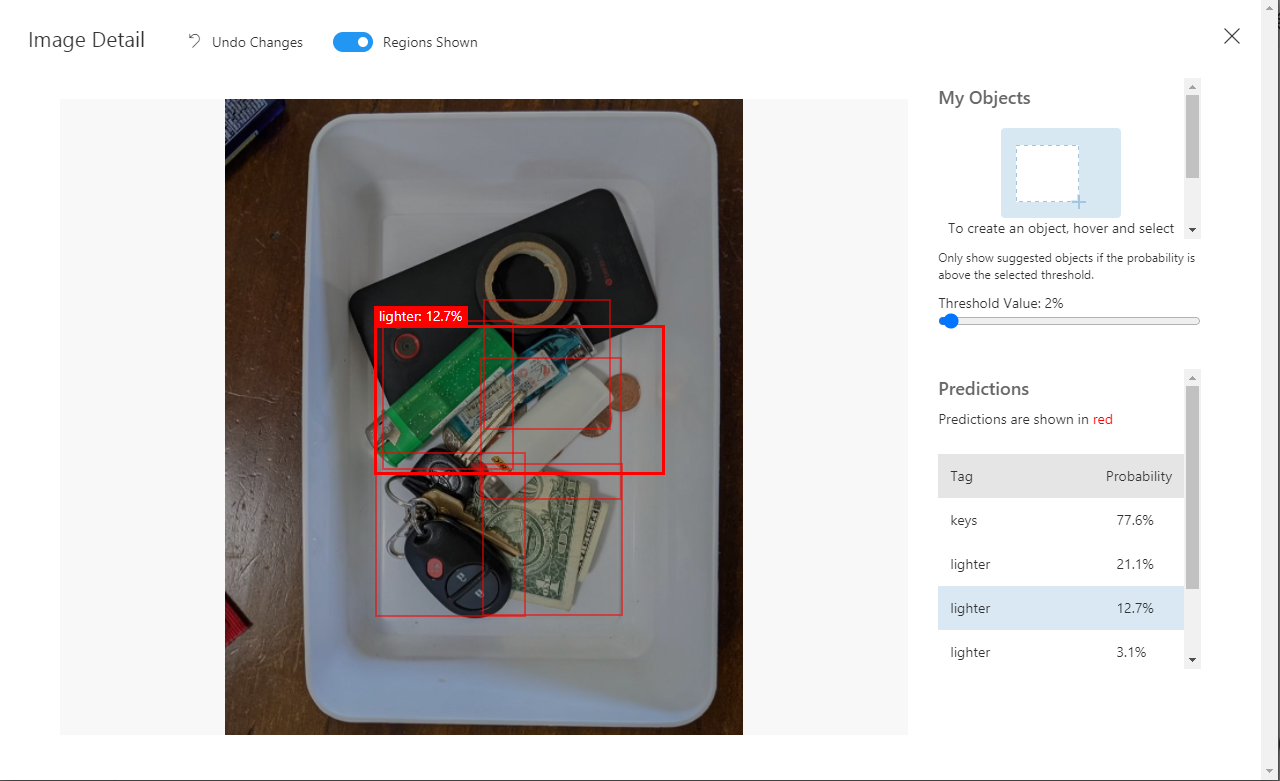 Image Detail
Undo Changes
Regions Shown
My Objects
To create an object, hover and select
Only show suggested objects if the probability is
above the selected threshold.
Threshold Value: 2%
lighter: 12.7%
Predictions
Predictions are shown in red
Tag Probability
keys 77.6%
lighter 21.1%
lighter 12.7%
lighter 3.1%